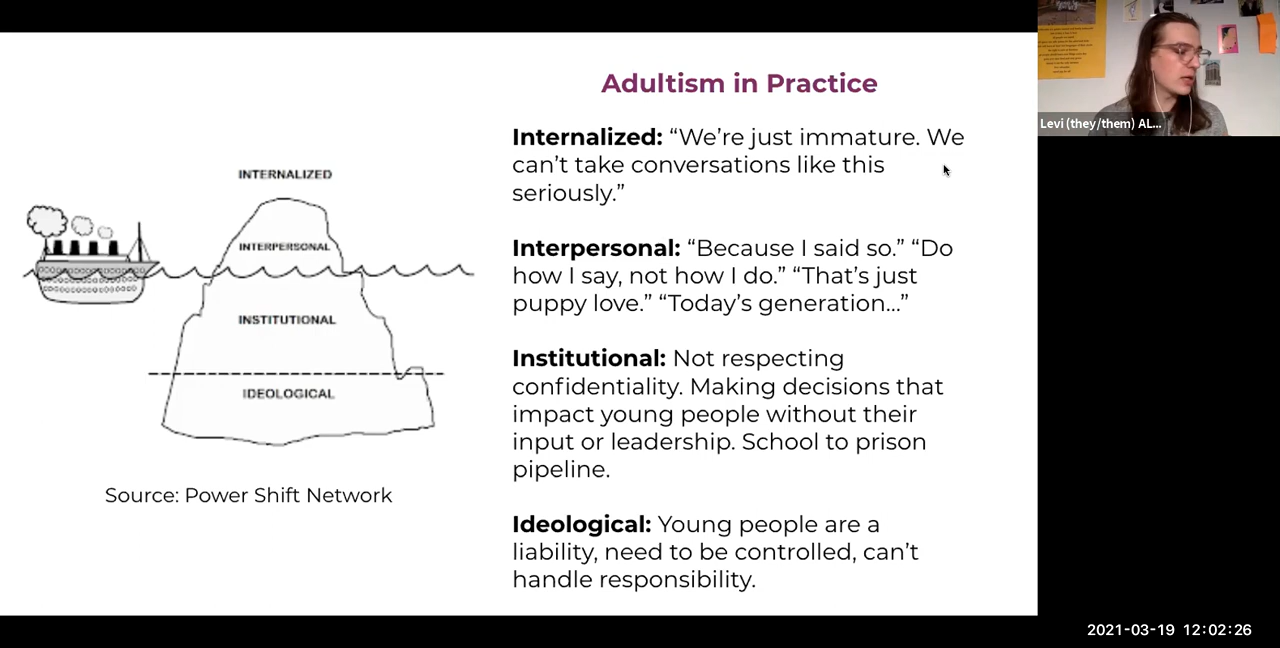 Adultism in Practice
Internalized: “We’re just immature. We
can’t take conversations like this
seriously.”
Interpersonal: “Because I said so.” “Do
how I say, not how I do.” “That’s just
puppy love.” “Today’s generation...”
Institutional: Not respecting
confidentiality. Making decisions that
impact young people without their
input or leadership. School to prison
pipeline.
Ideological: Young people are a
liability, need to be controlled, can’t
handle responsibility.
INTERNALIZED
INTERPERSONAL
INSTITUTIONAL
IDEOLOGICAL
Source: Power Shift Network
Levi (they/them) AL...
2021-03-19 12:02:26